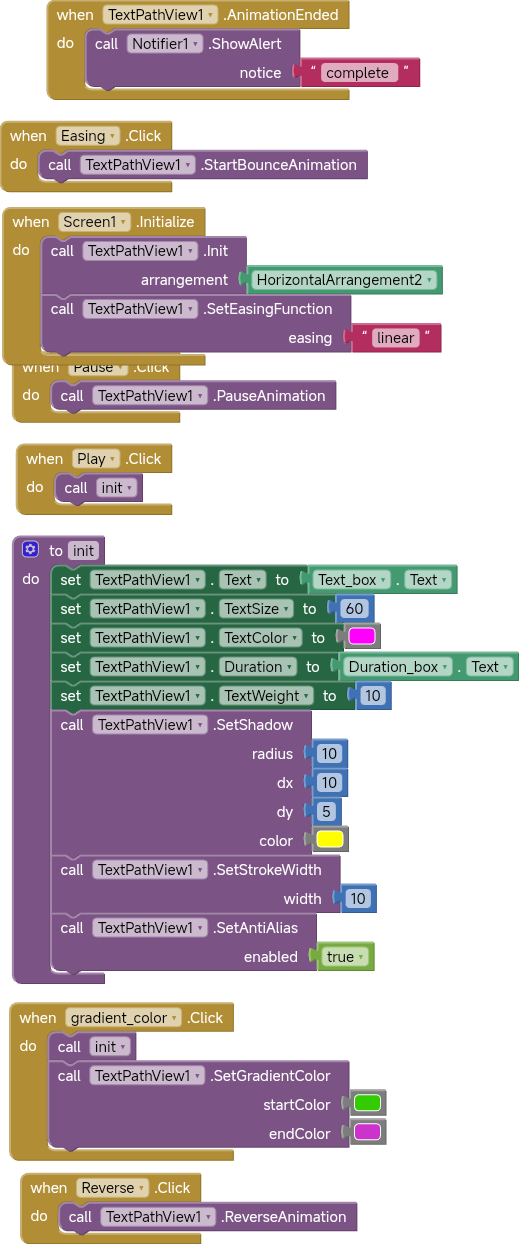 when TextPathView1 .AnimationEnded
do call Notifier1 .ShowAlert
notice “ complete ”
when Easing .Click
do call TextPathView1 .StartBounceAnimation
when Screen1 .Initialize
do call TextPathView1 .Init
arrangement HorizontalArrangement2
call TextPathView1 .SetEasingFunction
easing “ linear ”
when Pause .Click
do call TextPathView1 .PauseAnimation
when Play .Click
do call init
to init
do set TextPathView1 . Text to Text_box . Text
set TextPathView1 . TextSize to 60
set TextPathView1 . TextColor to
set TextPathView1 . Duration to Duration_box . Text
set TextPathView1 . TextWeight to 10
call TextPathView1 .SetShadow
radius 10
dx 10
dy 5
color
call TextPathView1 .SetStrokeWidth
width 10
call TextPathView1 .SetAntiAlias
enabled true
when gradient_color .Click
do call init
call TextPathView1 .SetGradientColor
startColor
endColor
when Reverse .Click
do call TextPathView1 .ReverseAnimation